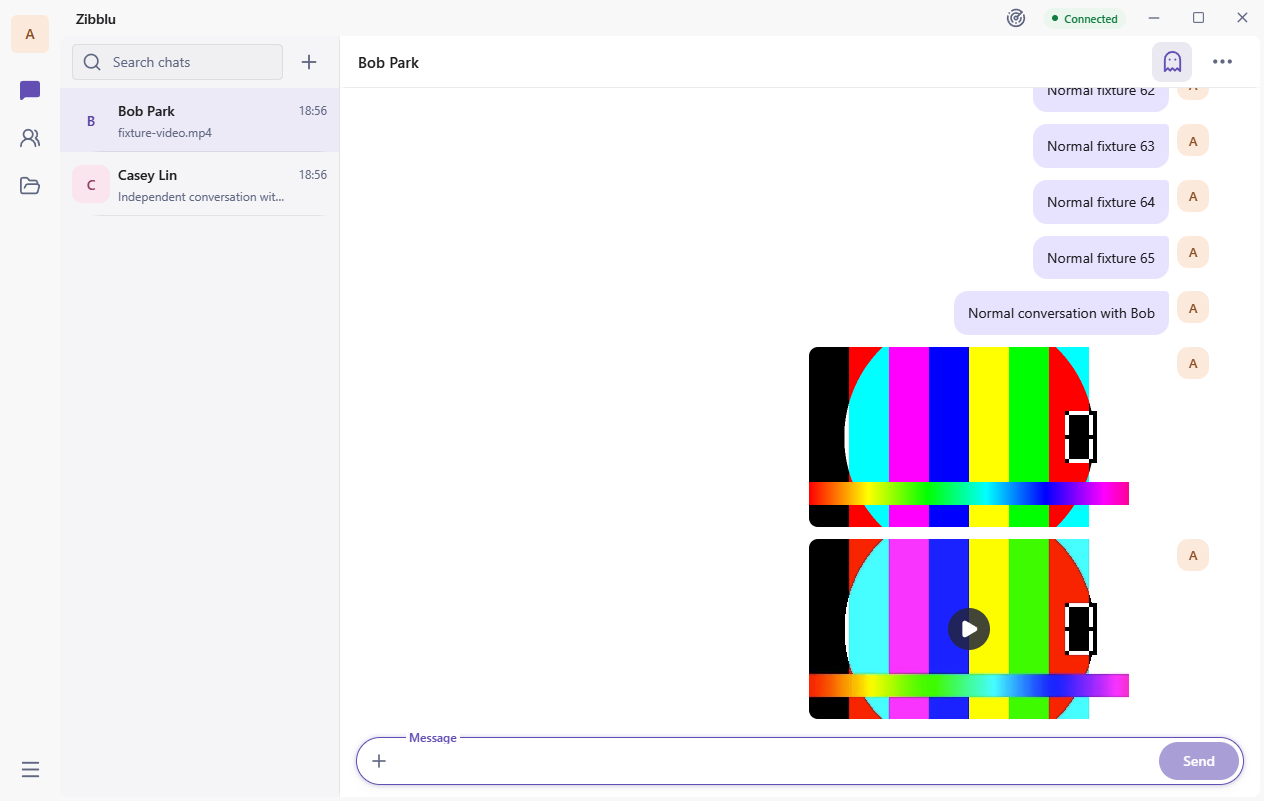 A
Zibblu
Connected
Search chats
Bob Park
B
Bob Park
18:56
fixture-video.mp4
C
Casey Lin
18:56
Independent conversation wit...
Normal fixture 62
A
Normal fixture 63
A
Normal fixture 64
A
Normal fixture 65
A
Normal conversation with Bob
A
A
A
Message
Send